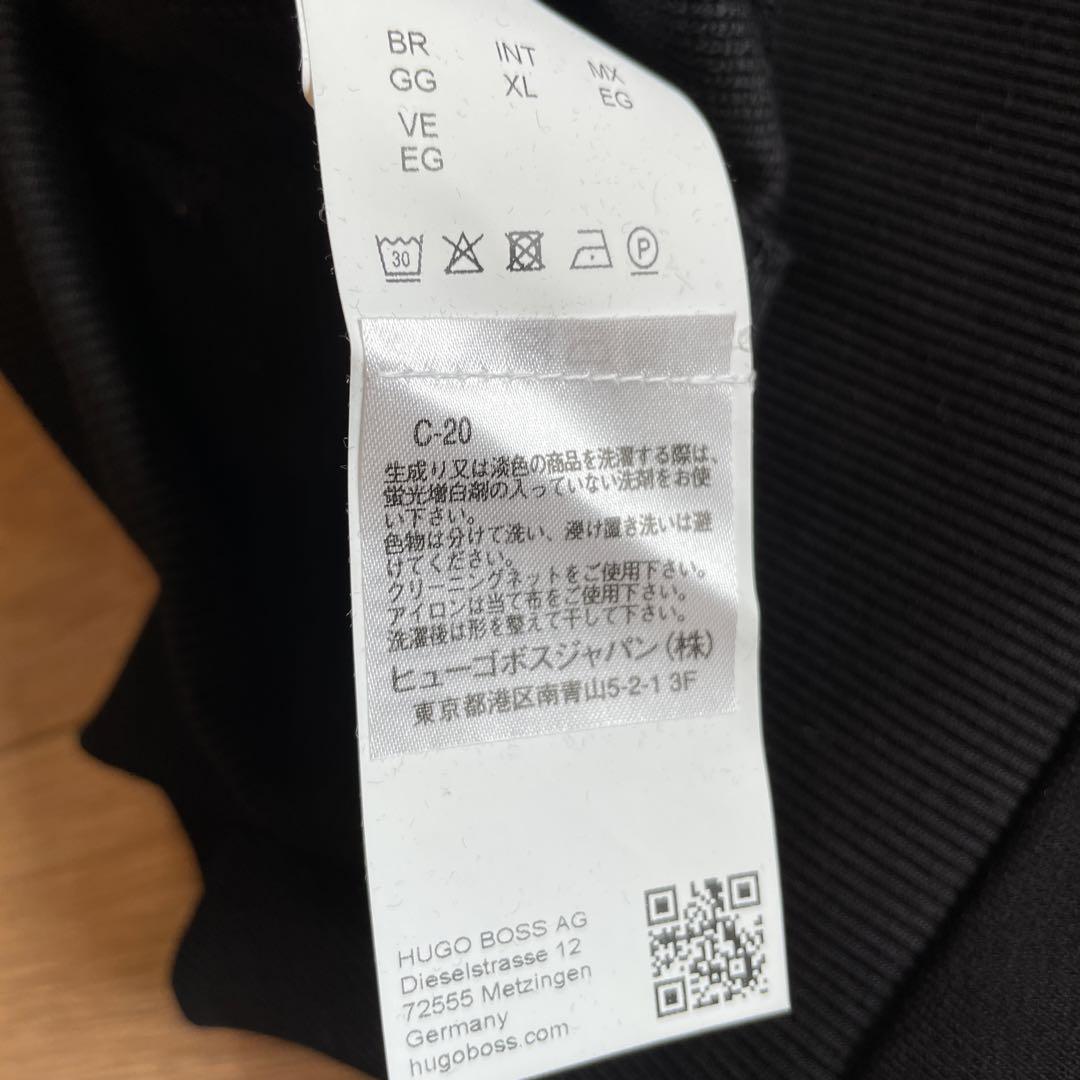 BR
GG
INT
XL
MX
EG
VE
EG
30
P
C-20
生成り又は淡色の商品を洗濯する際は、
蛍光増白剤の入っていない洗剤をお使
い下さい。
色物は分けて洗い、浸け置き洗いは避
けてください。
クリーニングネットをご使用下さい。
アイロンは当て布をご使用下さい。
洗濯後は形を整えて干して下さい。
ヒューゴボスジャパン(株)
東京都港区南青山5-2-1 3F
HUGO BOSS AG
Dieselstrasse 12
72555 Metzingen
Germany
hugoboss.com